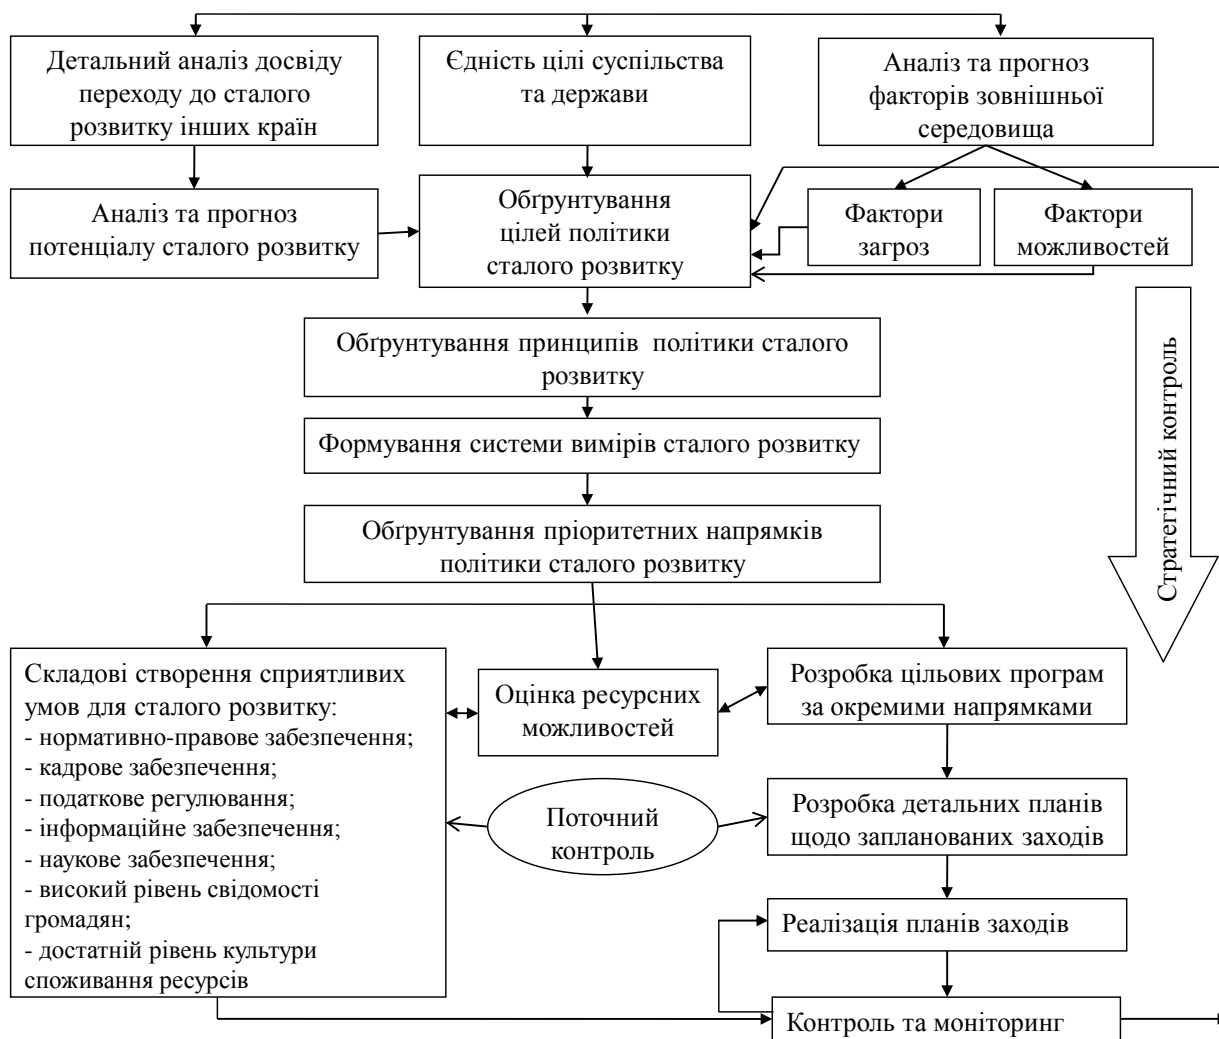 Детальний аналіз досвіду
переходу до сталого
розвитку інших країн
Єдність цілі суспільства
та держави
Аналіз та прогноз
факторів зовнішньої
середовища
Аналіз та прогноз
потенціалу сталого розвитку
Обґрунтування
цілей політики
сталого розвитку
Фактори
загроз
Фактори
можливостей
Обґрунтування принципів політики сталого
розвитку
Формування системи вимірів сталого розвитку
Обґрунтування пріоритетних напрямків
політики сталого розвитку
Стратегічний контроль
Складові створення сприятливих
умов для сталого розвитку:
- нормативно-правове забезпечення;
- кадрове забезпечення;
- податкове регулювання;
- інформаційне забезпечення;
- наукове забезпечення;
- високий рівень свідомості
громадян;
- достатній рівень культури
споживання ресурсів
Оцінка ресурсних
можливостей
Розробка цільових програм
за окремими напрямками
Поточний
контроль
Розробка детальних планів
щодо запланованих заходів
Реалізація планів заходів
Контроль та моніторинг